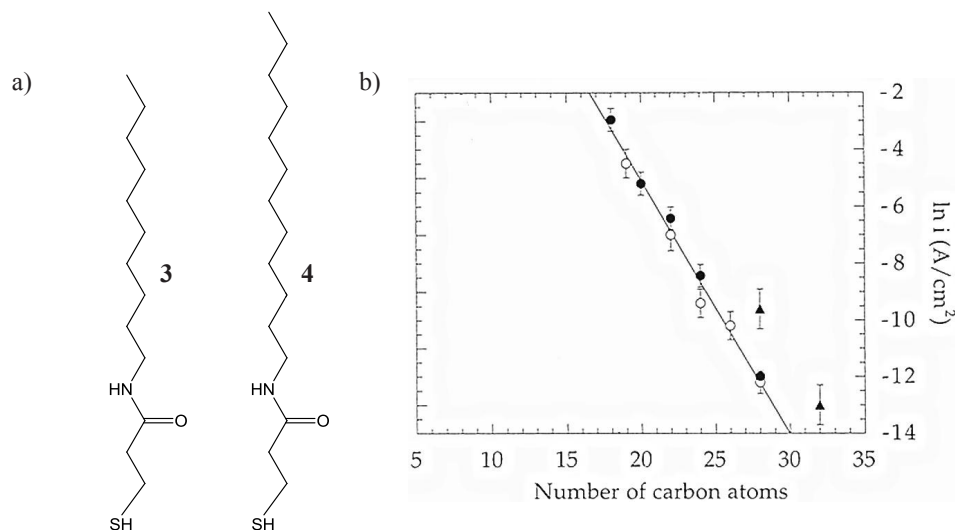 a)
b)
3
4
HN
O
SH
HN
O
SH
-2
-4
-6
-8
-10
-12
-14
ln i (A/cm²)
5 10 15 20 25 30 35
Number of carbon atoms